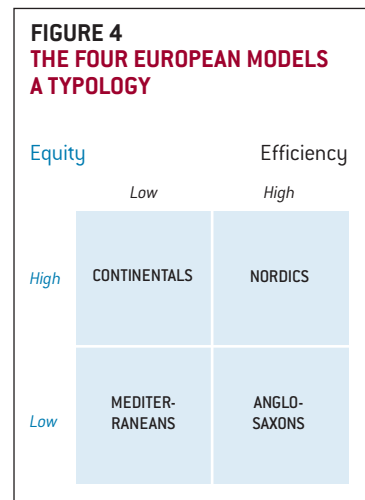 FIGURE 4
THE FOUR EUROPEAN MODELS
A TYPOLOGY
Equity Efficiency
Low High
High CONTINENTALS NORDICS
Low MEDITER-
RANEANS ANGLO-
SAXONS